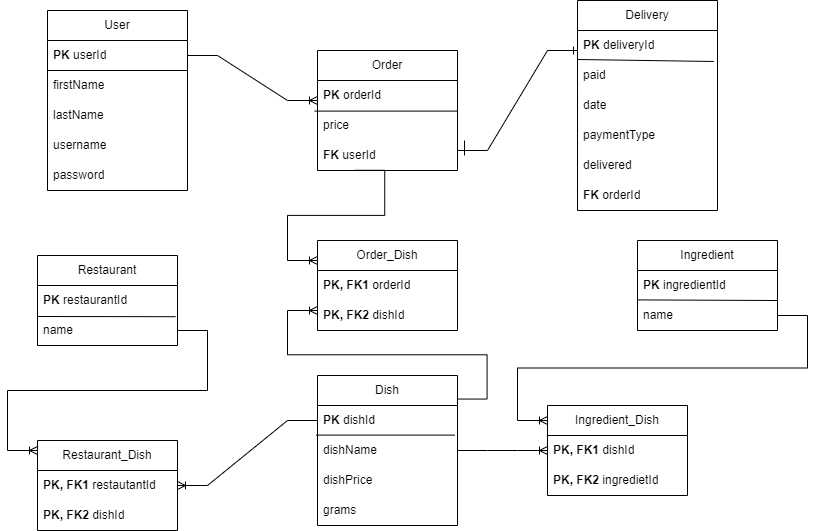 User
PK userId
firstName
lastName
username
password
Order
PK orderId
price
FK userId
Delivery
PK deliveryId
paid
date
paymentType
delivered
FK orderId
Restaurant
PK restaurantId
name
Order_Dish
PK, FK1 orderId
PK, FK2 dishId
Ingredient
PK ingredientId
name
Dish
PK dishId
dishName
dishPrice
grams
Ingredient_Dish
PK, FK1 dishId
PK, FK2 ingredietId
Restaurant_Dish
PK, FK1 restautantId
PK, FK2 dishId